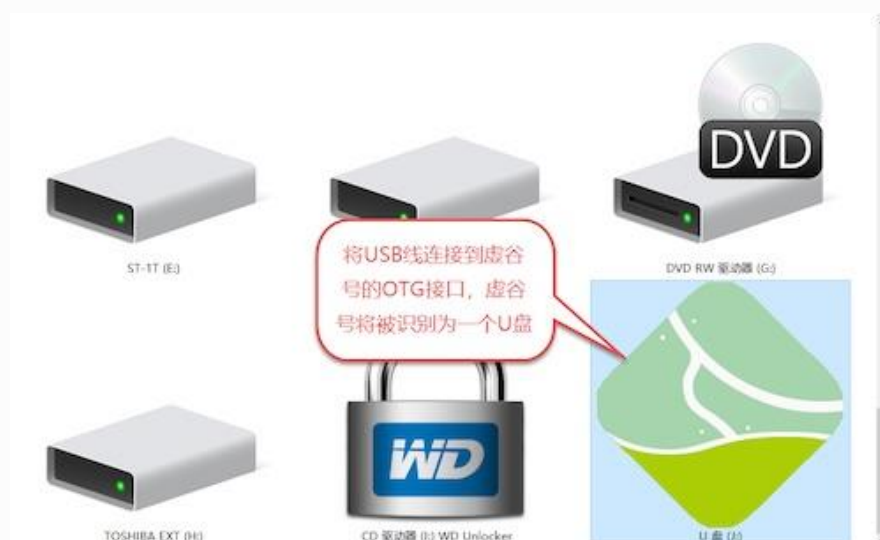 DVD
ST-1T (E:)
DVD RW 驱动器 (G:)
将USB线连接到虚谷
号的OTG接口，虚谷
号将被识别为一个U盘
WD
TOSHIBA EXT (H:)
CD 驱动器 (I:) WD Unlocker
U 盘 (J:)